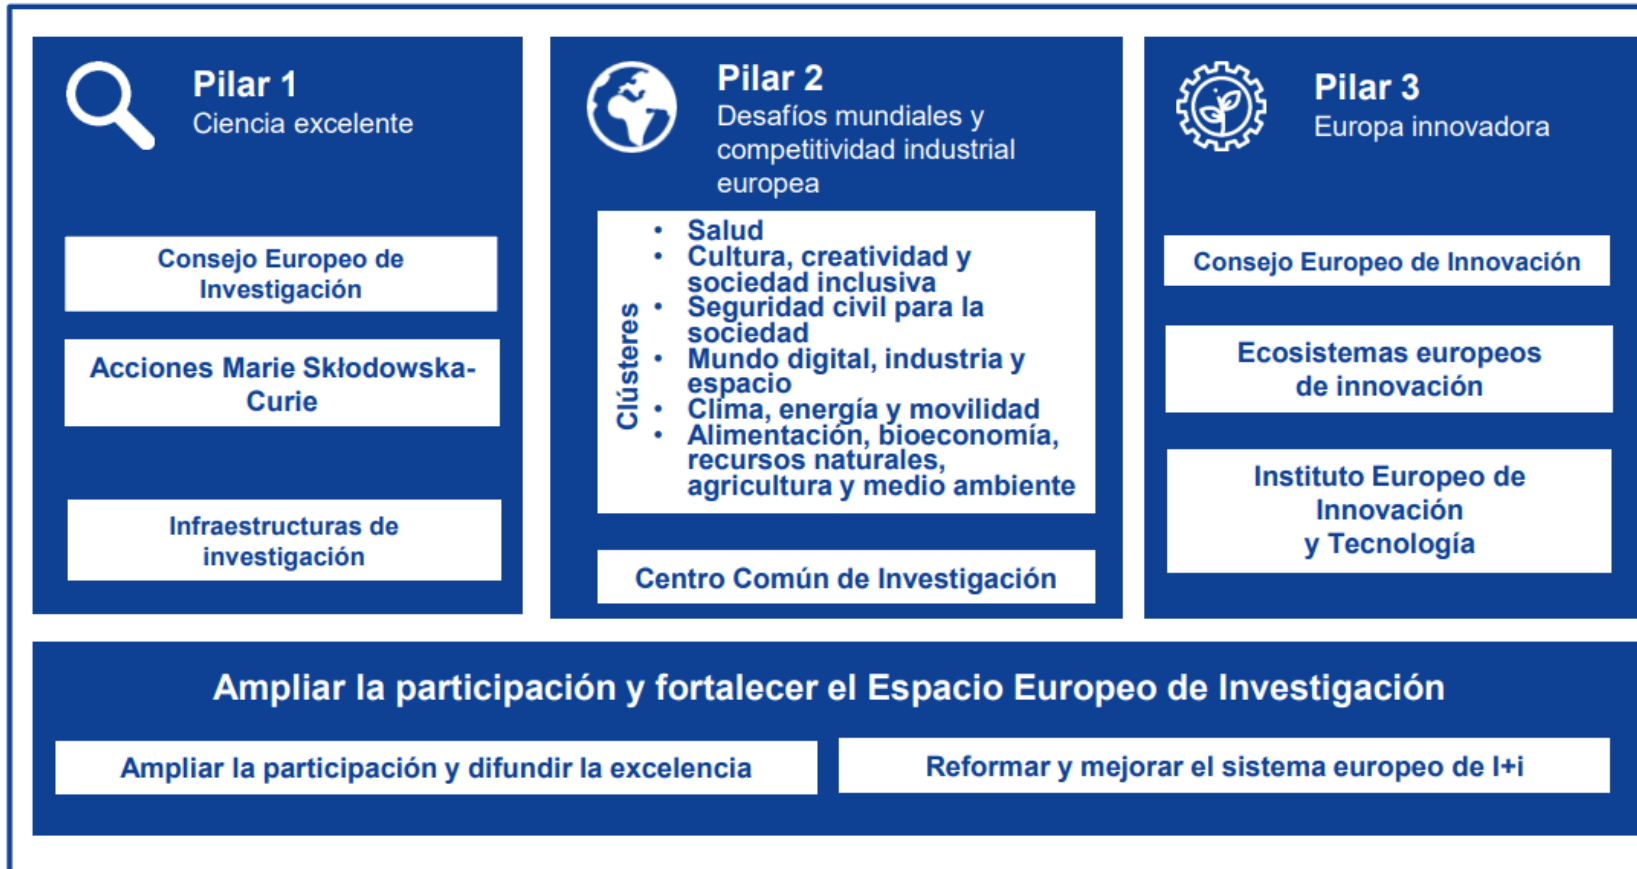 Pilar 1
Ciencia excelente
Consejo Europeo de
Investigación
Acciones Marie Skłodowska-
Curie
Infraestructuras de
investigación
Pilar 2
Desafíos mundiales y
competitividad industrial
europea
Clústeres
• Salud
• Cultura, creatividad y
sociedad inclusiva
• Seguridad civil para la
sociedad
• Mundo digital, industria y
espacio
• Clima, energía y movilidad
• Alimentación, bioeconomía,
recursos naturales,
agricultura y medio ambiente
Centro Común de Investigación
Pilar 3
Europa innovadora
Consejo Europeo de Innovación
Ecosistemas europeos
de innovación
Instituto Europeo de
Innovación
y Tecnología
Ampliar la participación y fortalecer el Espacio Europeo de Investigación
Ampliar la participación y difundir la excelencia
Reformar y mejorar el sistema europeo de I+i